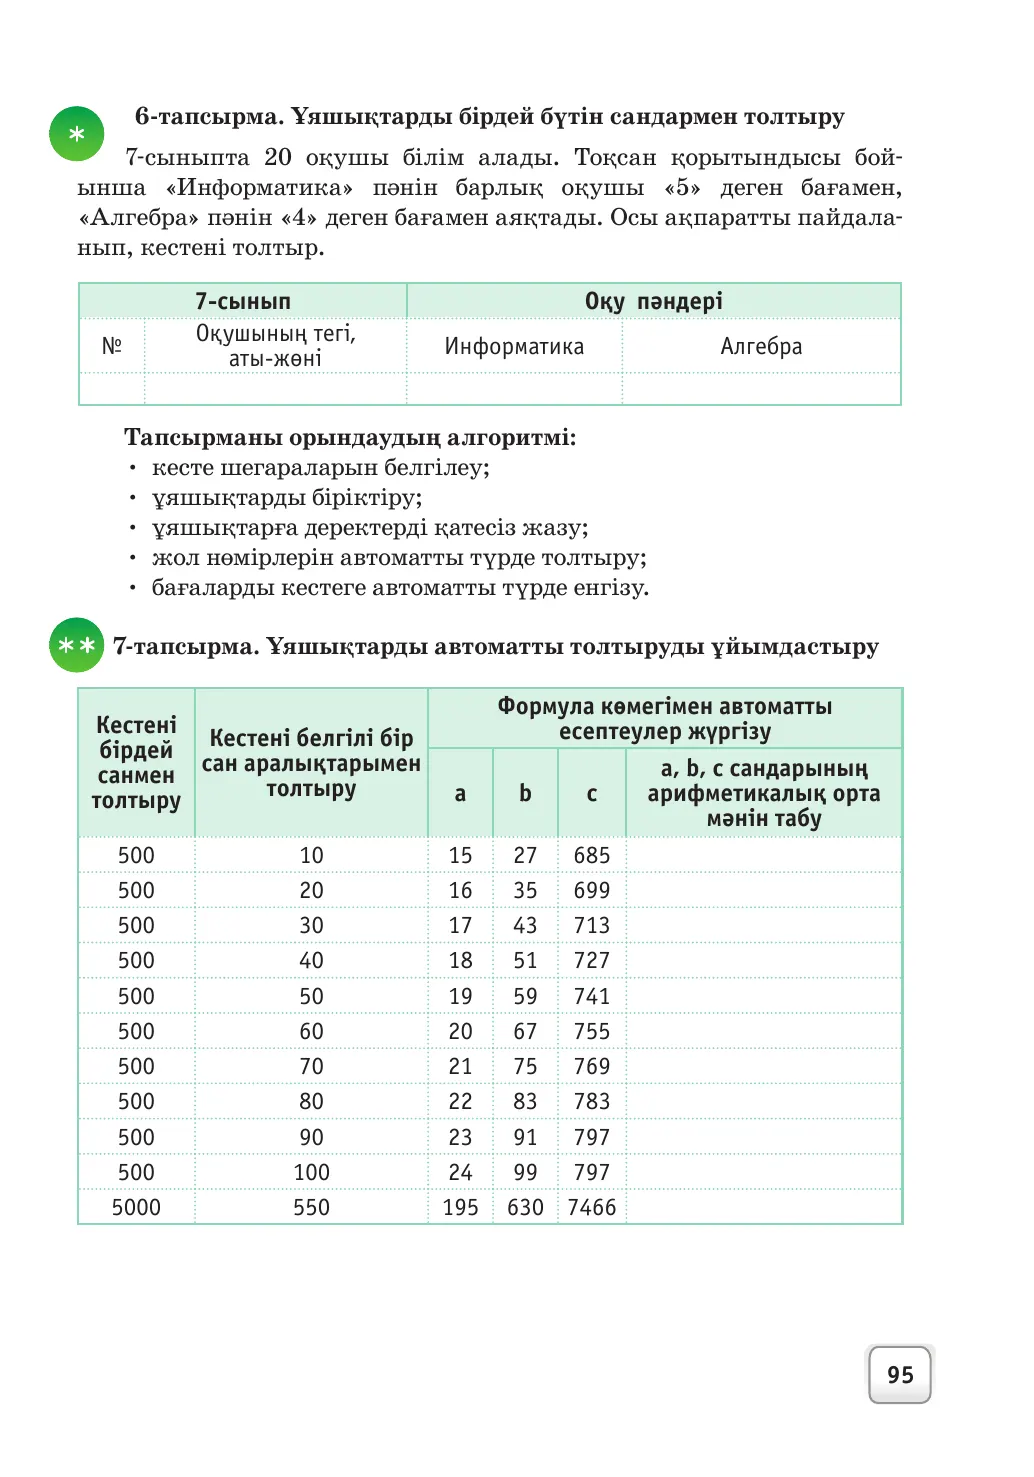 6-тапсырма. Ұяшықтарды бірдей бүтін сандармен толтыру
7-сыныпта 20 оқушы білім алады. Тоқсан қорытындысы бой-
ынша «Информатика» пәнін барлық оқушы «5» деген бағамен,
«Алгебра» пәнін «4» деген бағамен аяқтады. Осы ақпаратты пайдала-
нып, кестені толтыр.
7-сынып Оқу пәндері
№ Оқушының тегі, аты-жөні Информатика Алгебра
Тапсырманы орындаудың алгоритмі:
• кесте шегараларын белгілеу;
• ұяшықтарды біріктіру;
• ұяшықтарға деректерді қатесіз жазу;
• жол нөмірлерін автоматты түрде толтыру;
• бағаларды кестеге автоматты түрде енгізу.
7-тапсырма. Ұяшықтарды автоматты толтыруды ұйымдастыру
Кестені
бірдей
санмен
толтыру
Кестені белгілі бір
сан аралықтарымен
толтыру
Формула көмегімен автоматты
есептеулер жүргізу
a b c
a, b, c сандарының
арифметикалық орта
мәнін табу
500 10 15 27 685
500 20 16 35 699
500 30 17 43 713
500 40 18 51 727
500 50 19 59 741
500 60 20 67 755
500 70 21 75 769
500 80 22 83 783
500 90 23 91 797
500 100 24 99 797
5000 550 195 630 7466
95